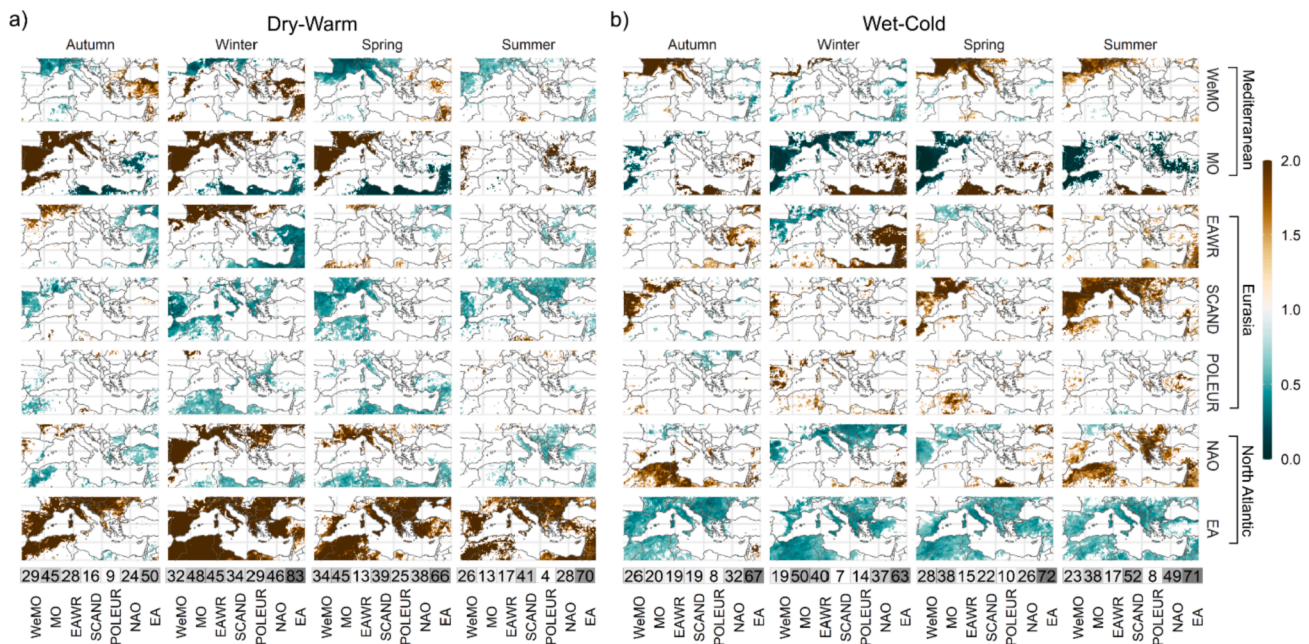 a) Dry-Warm
Autumn Winter Spring Summer
b) Wet-Cold
Autumn Winter Spring Summer
WeMO
MO
Mediterranean
EAWR
SCAND
POLEUR
Eurasia
NAO
EA
North Atlantic
2.0
1.5
1.0
0.5
0.0
29 45 28 16 9 24 50
32 48 45 34 29 46 83
34 45 13 39 25 38 66
26 13 17 41 4 28 70
26 20 19 19 8 32 67
19 50 40 7 14 37 63
28 38 15 22 10 26 72
23 38 17 52 8 49 71
WeMO MO EAWR SCAND POLEUR NAO EA
WeMO MO EAWR SCAND POLEUR NAO EA
WeMO MO EAWR SCAND POLEUR NAO EA
WeMO MO EAWR SCAND POLEUR NAO EA
WeMO MO EAWR SCAND POLEUR NAO EA
WeMO MO EAWR SCAND POLEUR NAO EA
WeMO MO EAWR SCAND POLEUR NAO EA
WeMO MO EAWR SCAND POLEUR NAO EA